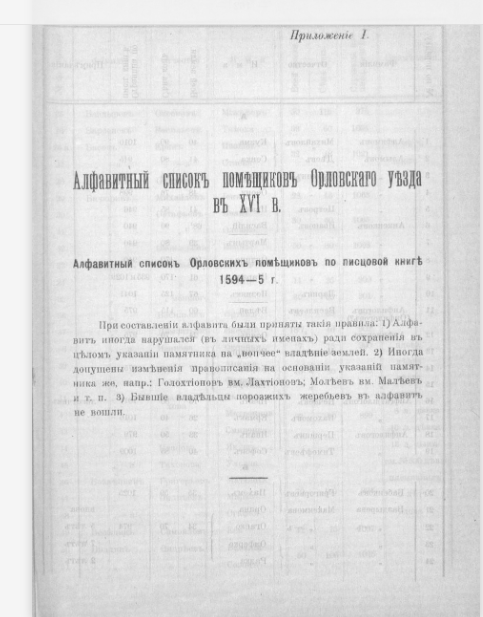 Приложеніе I.
Алфавитный списокъ помѣщиковъ Орловскаго уѣзда
въ XVI в.
Алфавитный списокъ Орловскихъ помѣщиковъ по писцовой книгѣ
1594—5 г.
При составленіи алфавита были приняты такія правила: 1) Алфа-
витъ иногда нарушался (въ личныхъ именахъ) ради сохраненія въ
цѣломъ указаній памятника на „вопчее" владѣніе землей. 2) Иногда
допущены измѣненія правописанія на основаніи указаній памят-
ника же, напр.: Голохтіоновъ вм. Лахтіоновъ; Молѣевъ вм. Малѣевъ
и т. п. 3) Бывшіе владѣльцы порозжихъ жеребьевъ въ алфавитъ
не вошли.